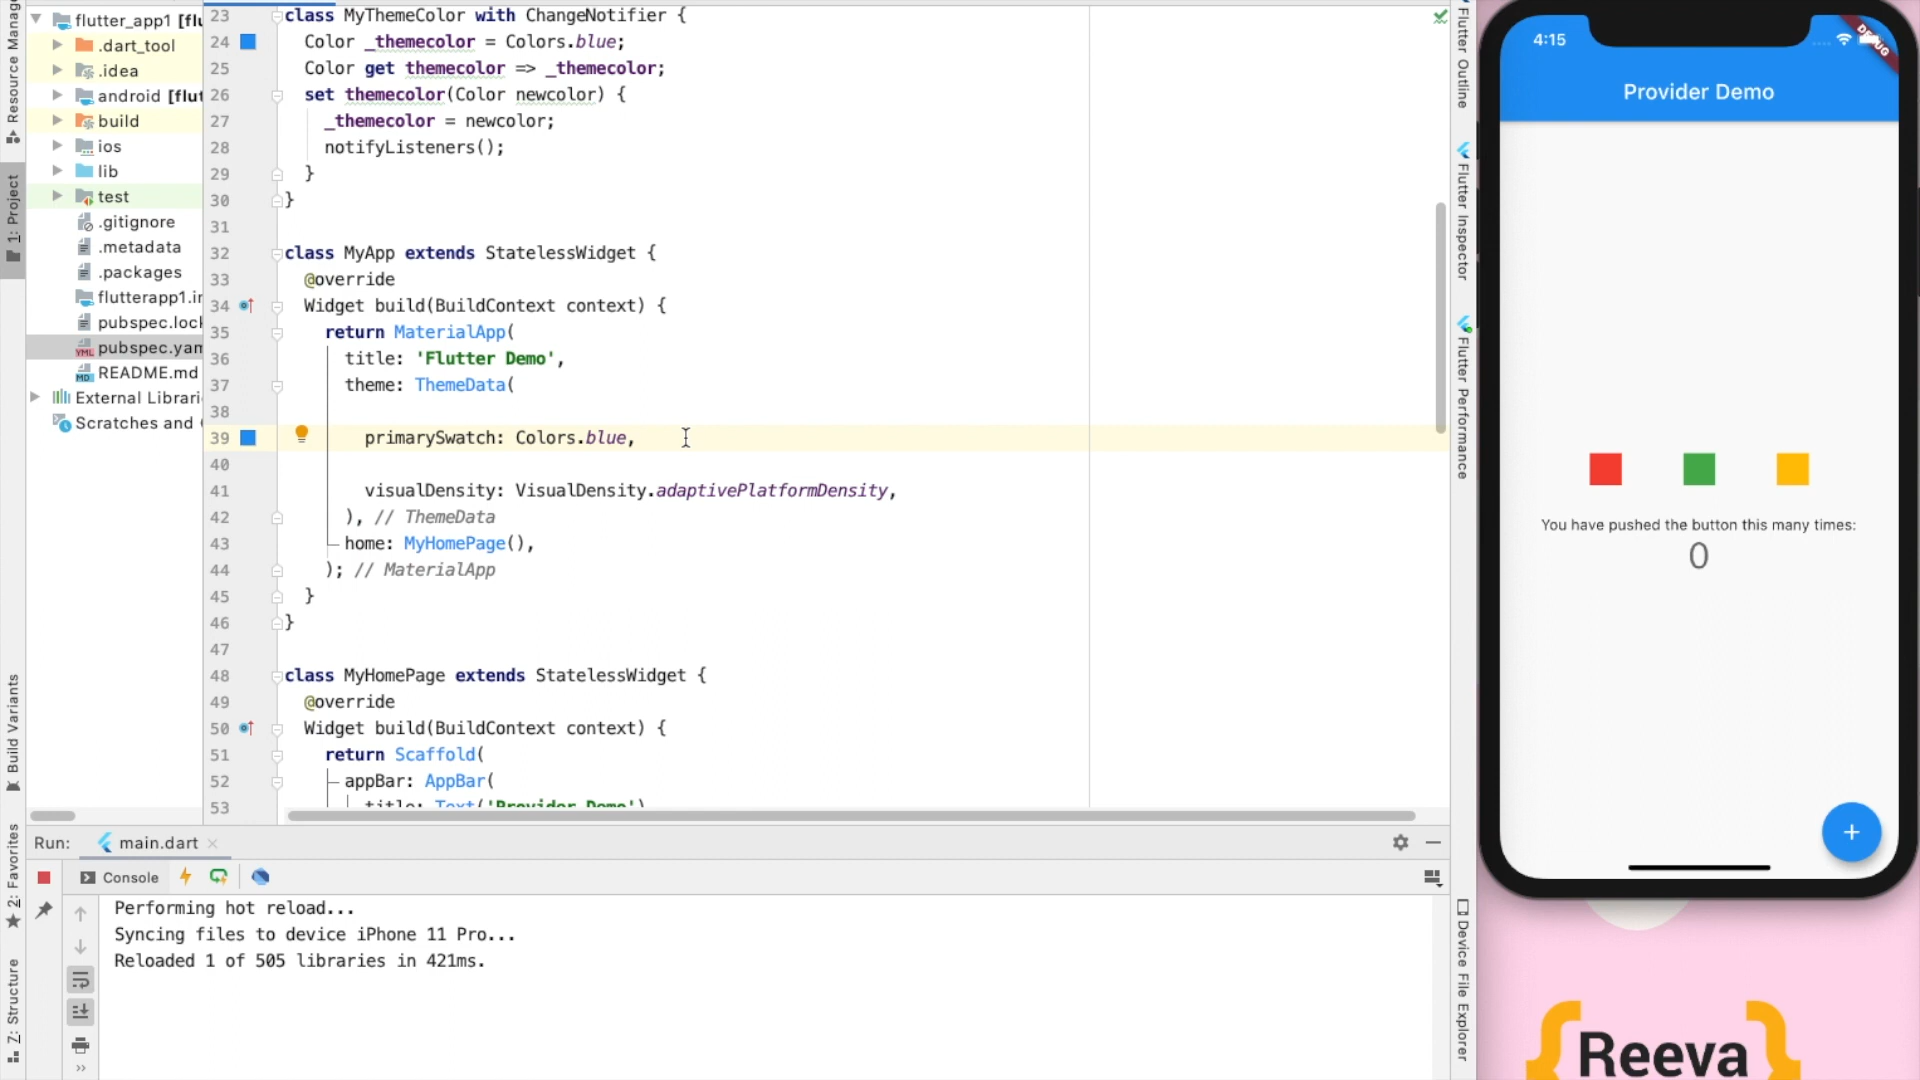 Resource Manager
1: Project
Build Variants
2: Favorites
7: Structure
flutter_app1 [flu
.dart_tool
.idea
android [flut
build
ios
lib
test
.gitignore
.metadata
.packages
flutterapp1.ir
pubspec.lock
pubspec.yam
README.md
External Librari
Scratches and
23 class MyThemeColor with ChangeNotifier {
24 Color _themecolor = Colors.blue;
25 Color get themecolor => _themecolor;
26 set themecolor(Color newcolor) {
27 _themecolor = newcolor;
28 notifyListeners();
29 }
30 }
31
32 class MyApp extends StatelessWidget {
33 @override
34 Widget build(BuildContext context) {
35 return MaterialApp(
36 title: 'Flutter Demo',
37 theme: ThemeData(
38
39 primarySwatch: Colors.blue,
40
41 visualDensity: VisualDensity.adaptivePlatformDensity,
42 ), // ThemeData
43 home: MyHomePage(),
44 ); // MaterialApp
45 }
46 }
47
48 class MyHomePage extends StatelessWidget {
49 @override
50 Widget build(BuildContext context) {
51 return Scaffold(
52 appBar: AppBar(
53 title: Text('Provider Demo')
Flutter Outline
Flutter Inspector
Flutter Performance
Device File Explorer
4:15
DEBUG
Provider Demo
You have pushed the button this many times:
0
+
{Reeva}
Run: main.dart
Console
Performing hot reload...
Syncing files to device iPhone 11 Pro...
Reloaded 1 of 505 libraries in 421ms.